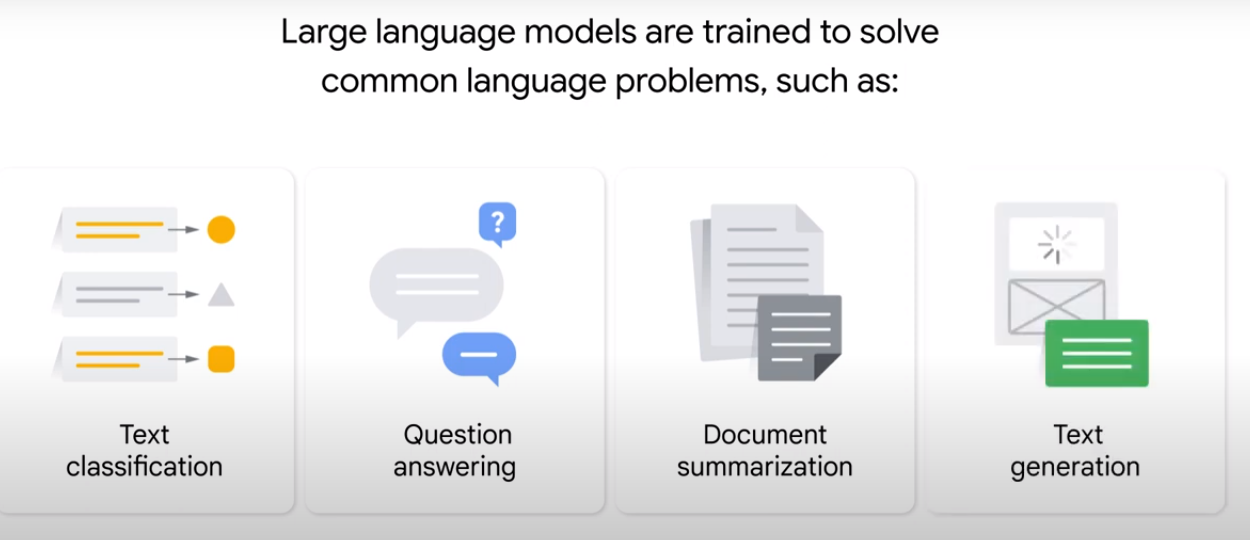 Large language models are trained to solve
common language problems, such as:
?
Text
classification
Question
answering
Document
summarization
Text
generation